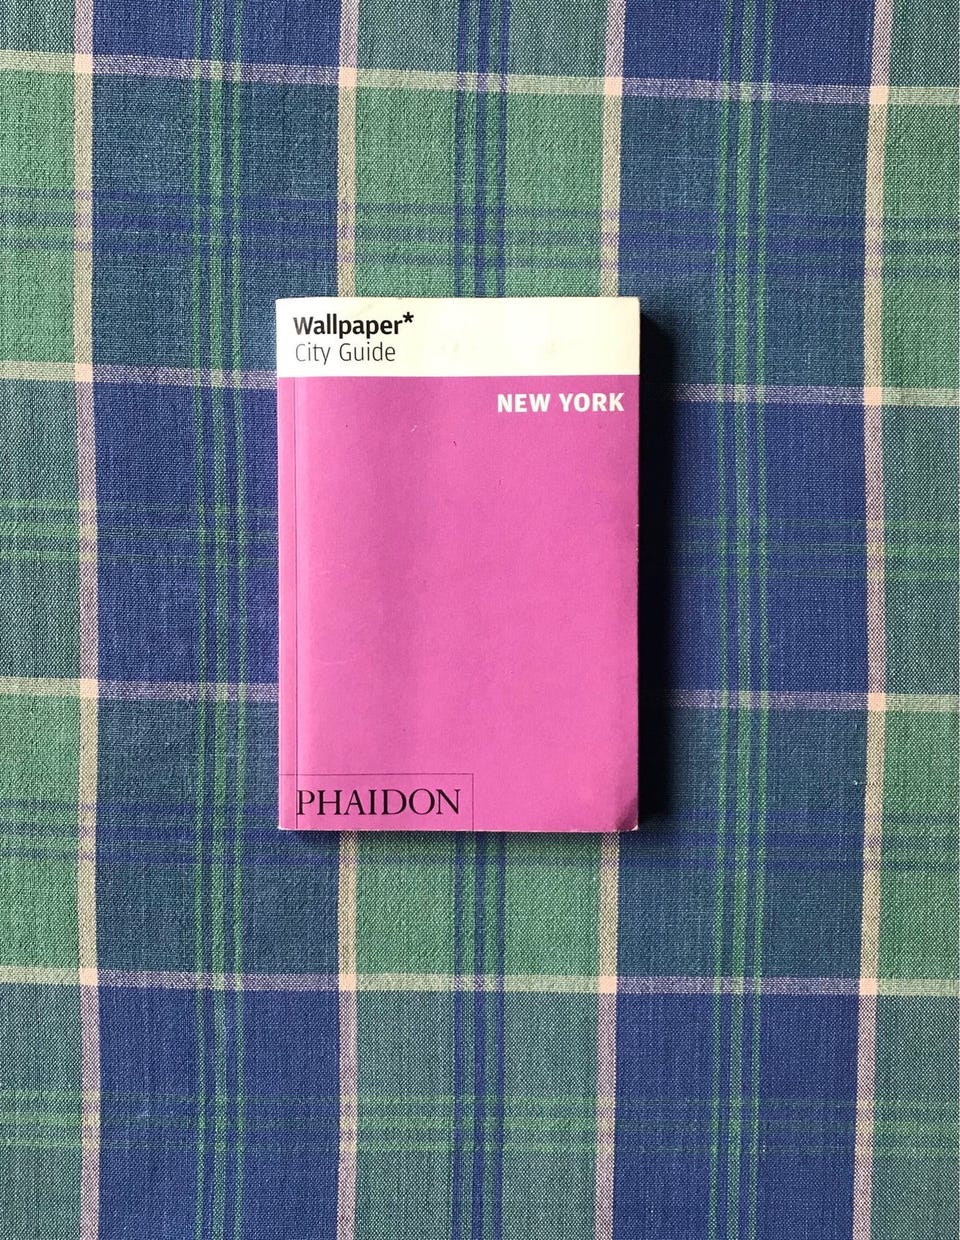 Wallpaper*
City Guide
NEW YORK
PHAIDON